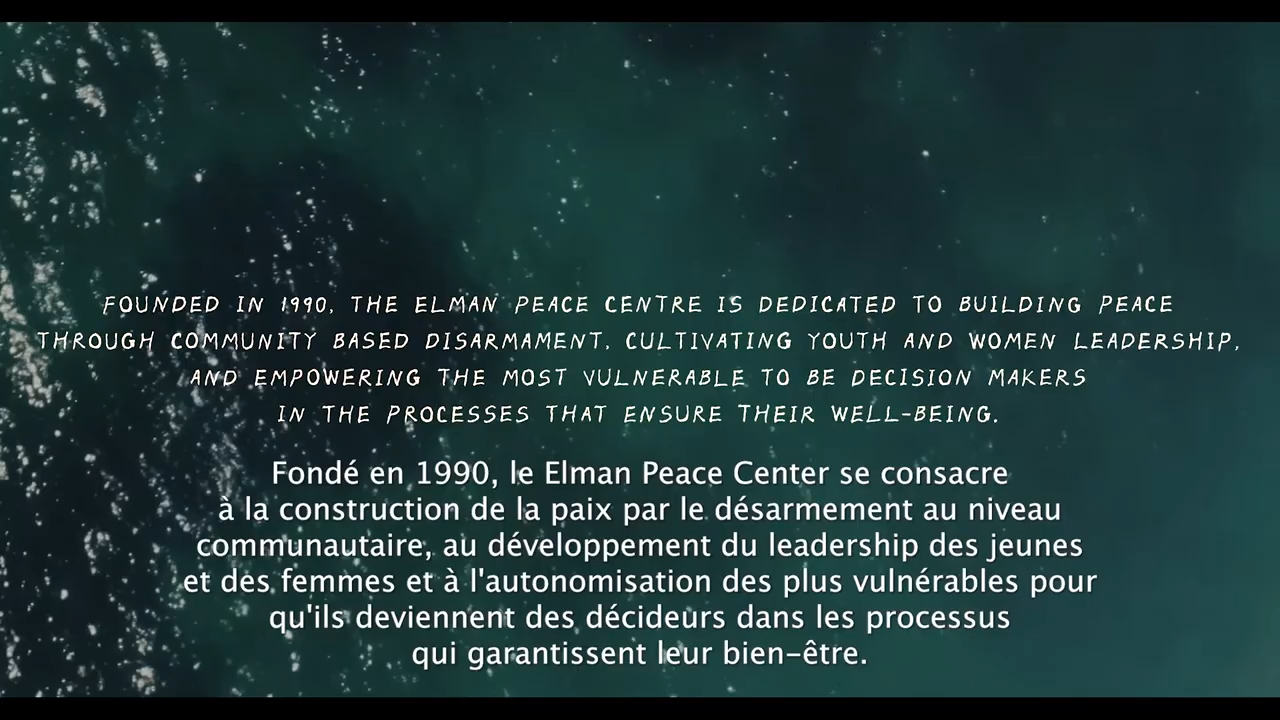 FOUNDED IN 1990, THE ELMAN PEACE CENTRE IS DEDICATED TO BUILDING PEACE
THROUGH COMMUNITY BASED DISARMAMENT, CULTIVATING YOUTH AND WOMEN LEADERSHIP,
AND EMPOWERING THE MOST VULNERABLE TO BE DECISION MAKERS
IN THE PROCESSES THAT ENSURE THEIR WELL-BEING.
Fondé en 1990, le Elman Peace Center se consacre
à la construction de la paix par le désarmement au niveau
communautaire, au développement du leadership des jeunes
et des femmes et à l'autonomisation des plus vulnérables pour
qu'ils deviennent des décideurs dans les processus
qui garantissent leur bien-être.